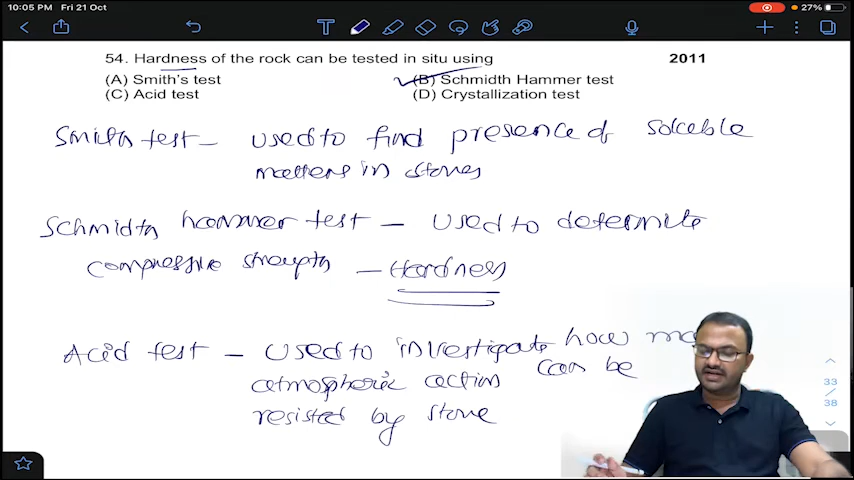 10:05 PM Fri 21 Oct
27%
54. Hardness of the rock can be tested in situ using 2011
(A) Smith's test (B) Schmidth Hammer test
(C) Acid test (D) Crystallization test
Smith test – used to find presence of soluable
matters in stones
Schmidth hammer test – used to determite
compressive strength – Hardness
Acid test – used to investigate how
atmospheric action can be
resisted by stone
33
/
38